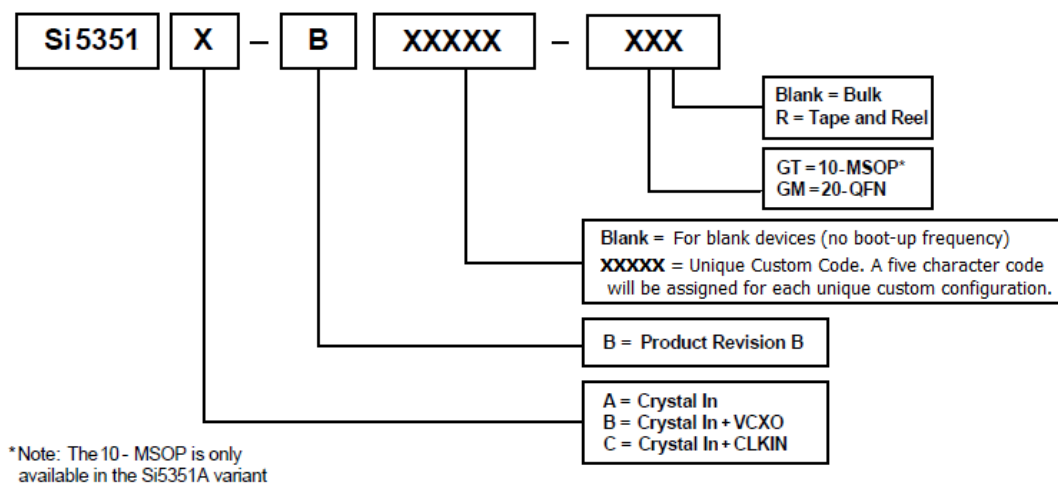 Si5351 X – B XXXXX – XXX
Blank = Bulk
R = Tape and Reel
GT = 10-MSOP*
GM = 20-QFN
Blank = For blank devices (no boot-up frequency)
XXXXX = Unique Custom Code. A five character code
will be assigned for each unique custom configuration.
B = Product Revision B
A = Crystal In
B = Crystal In + VCXO
C = Crystal In + CLKIN
*Note: The 10 - MSOP is only
available in the Si5351A variant